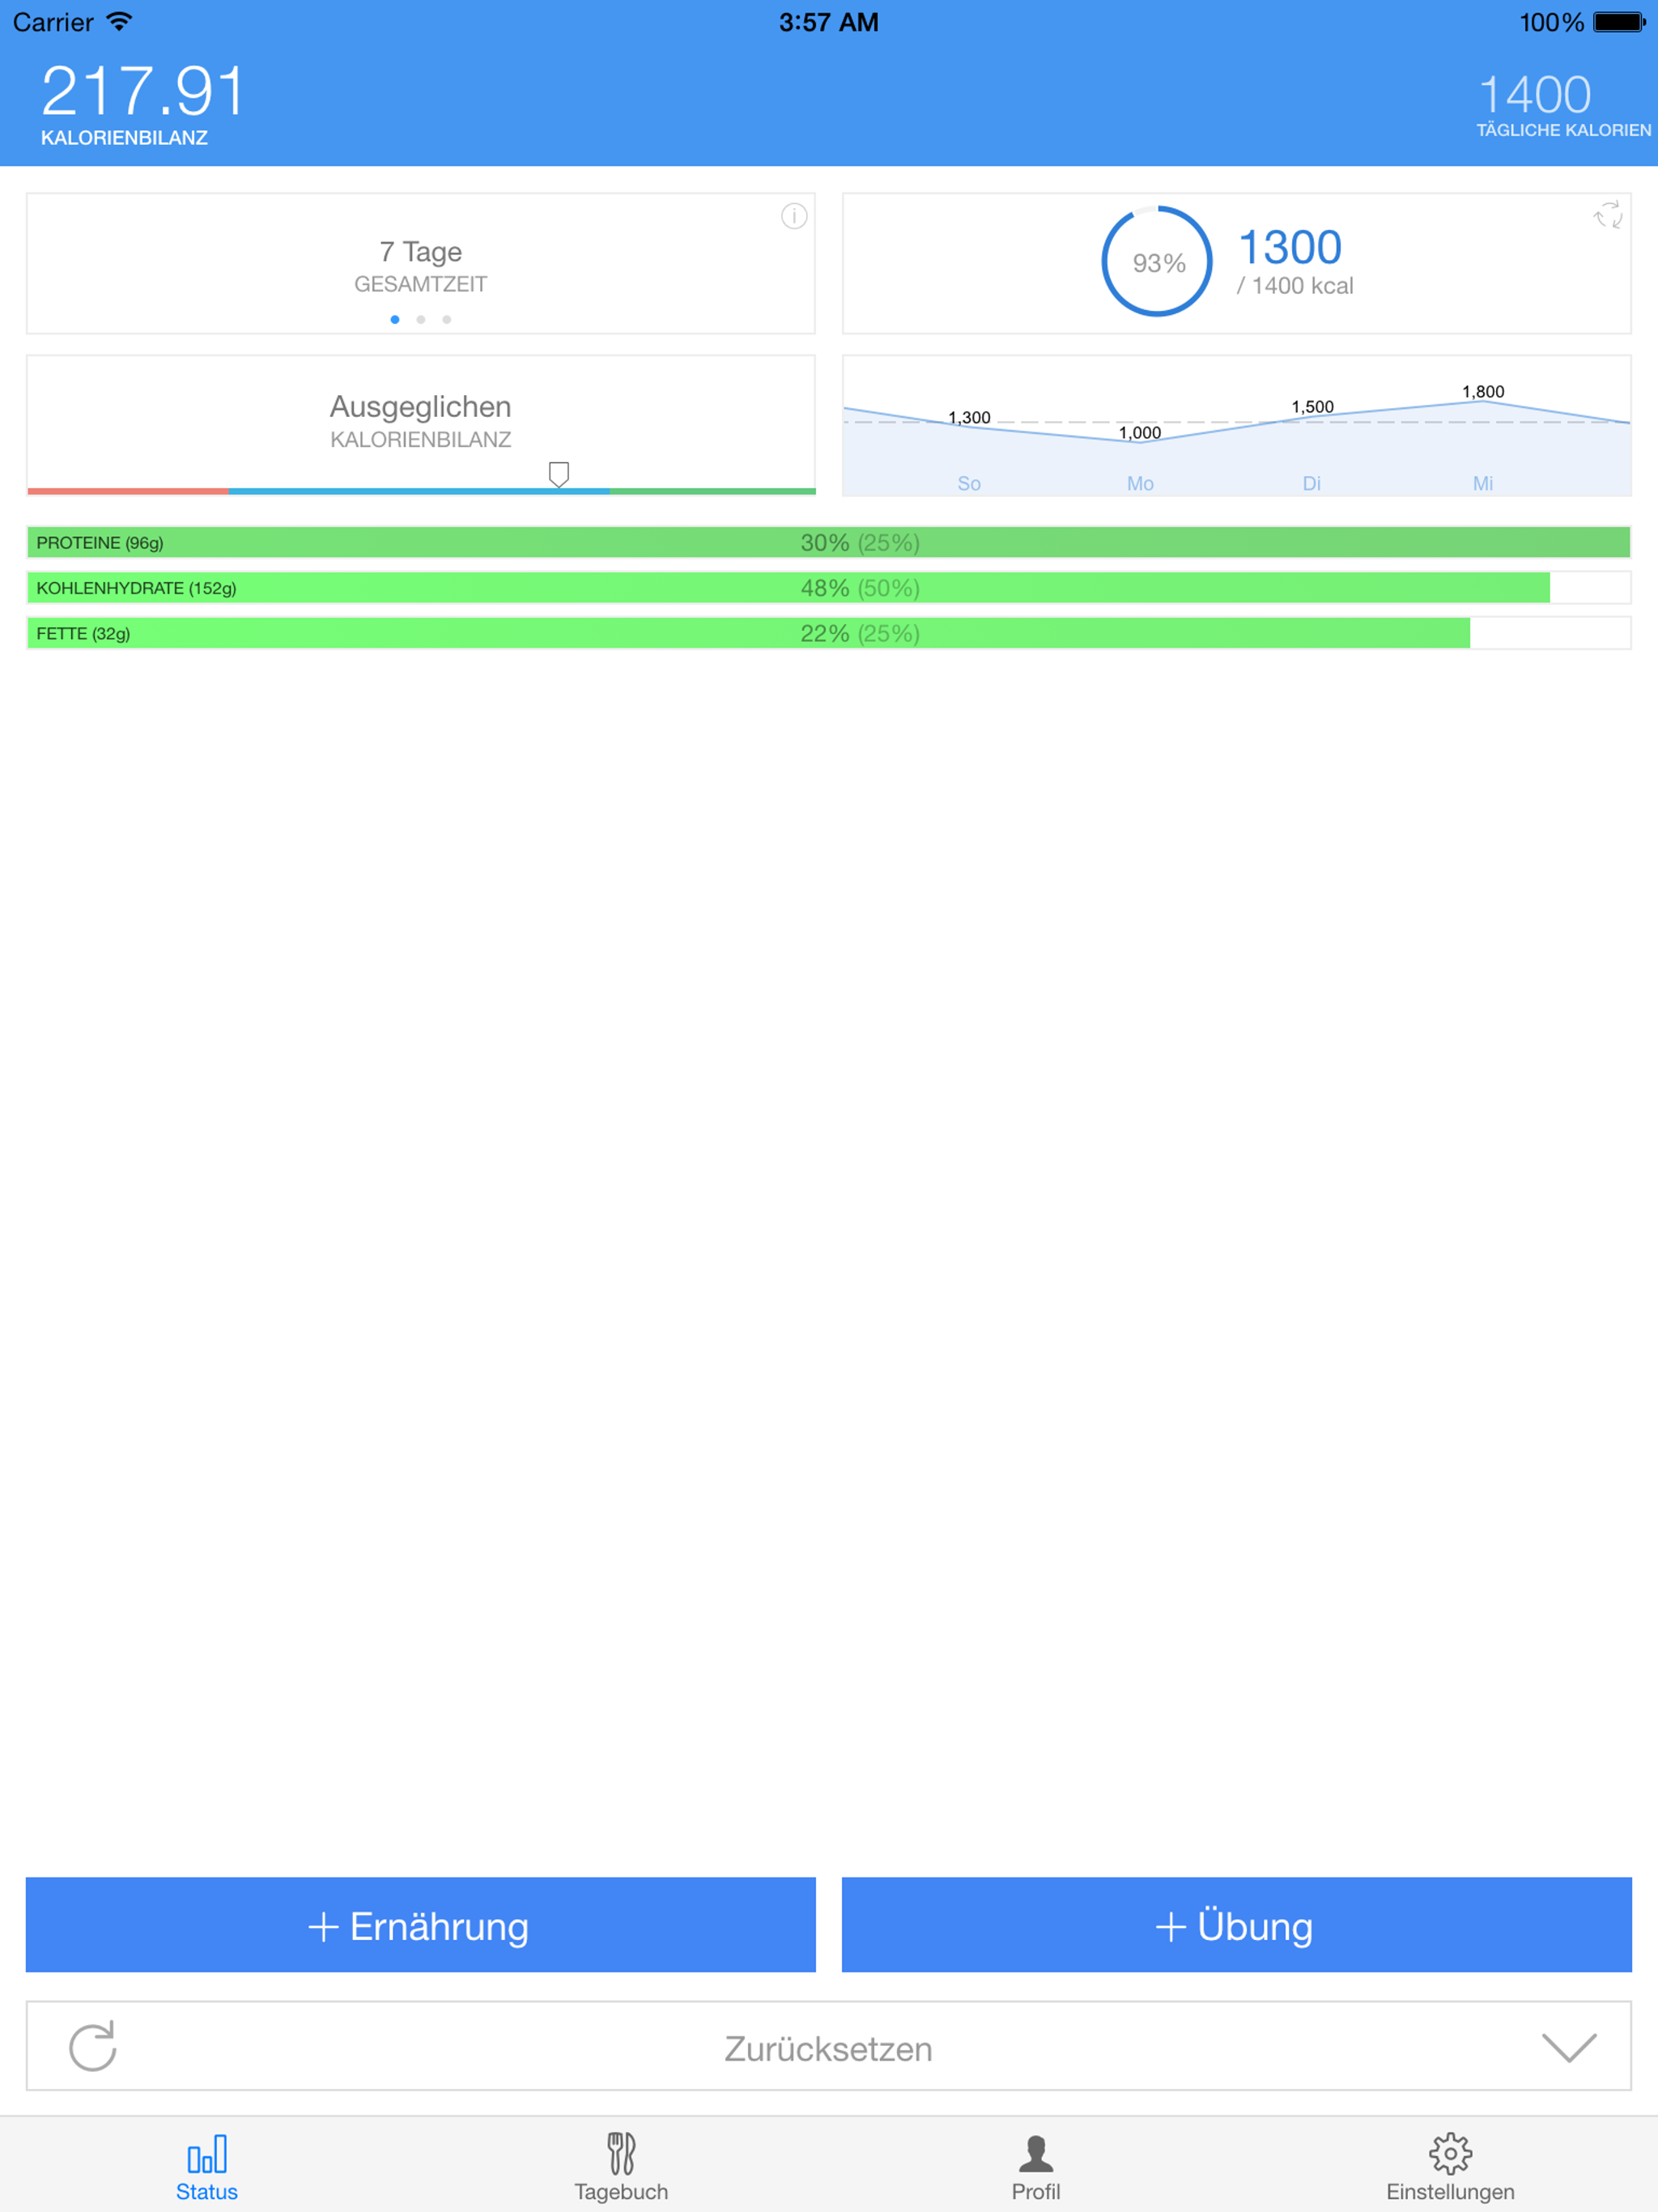 Carrier 3:57 AM 100%
217.91
KALORIENBILANZ
1400
TÄGLICHE KALORIEN
7 Tage
GESAMTZEIT
93%
1300
/ 1400 kcal
Ausgeglichen
KALORIENBILANZ
1,300 1,000 1,500 1,800
So Mo Di Mi
PROTEINE (96g) 30% (25%)
KOHLENHYDRATE (152g) 48% (50%)
FETTE (32g) 22% (25%)
+ Ernährung
+ Übung
Zurücksetzen
Status Tagebuch Profil Einstellungen